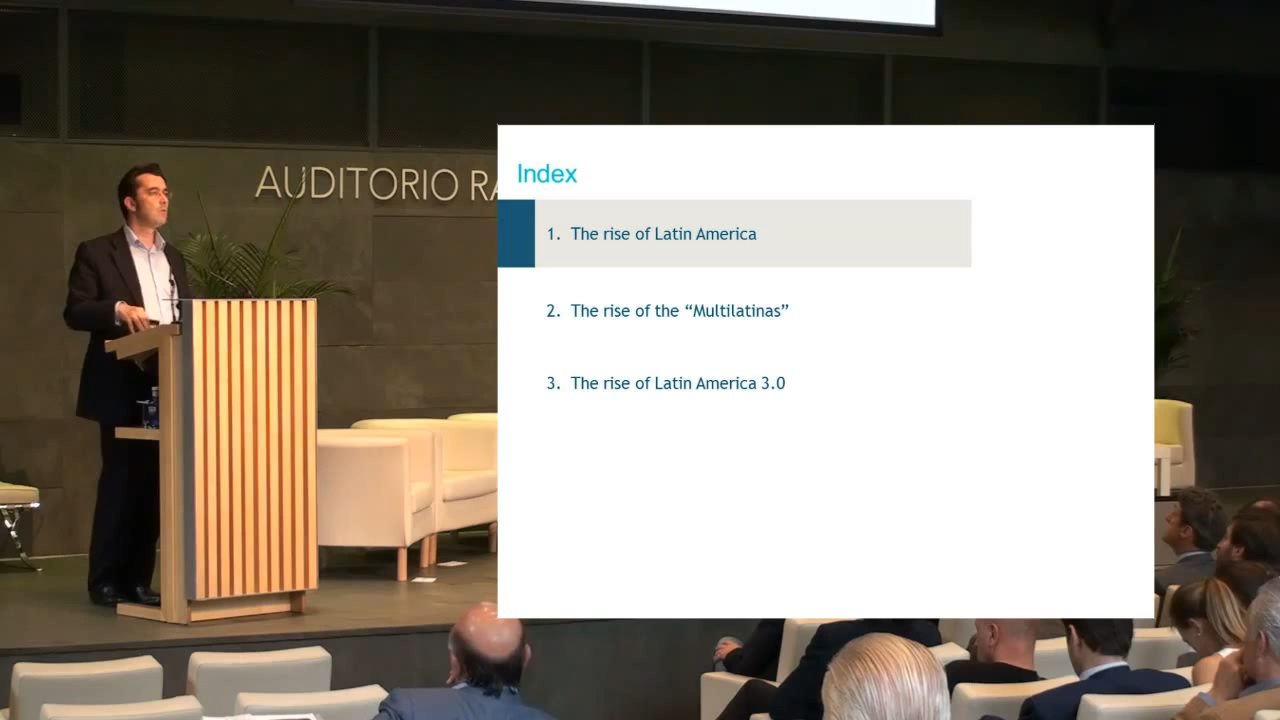 AUDITORIO
Index
1. The rise of Latin America
2. The rise of the “Multilatinas”
3. The rise of Latin America 3.0